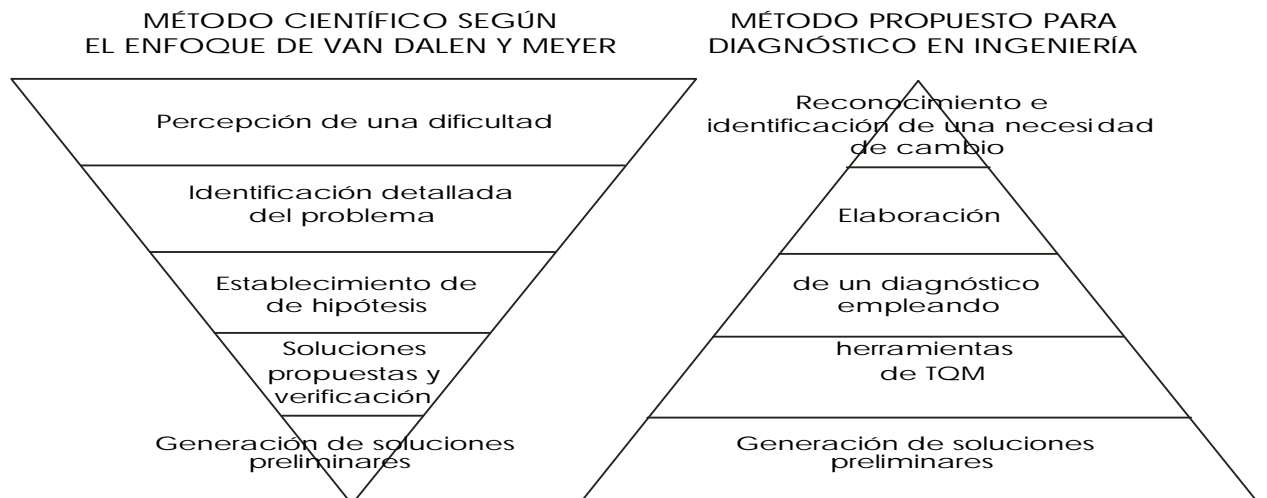 MÉTODO CIENTÍFICO SEGÚN
EL ENFOQUE DE VAN DALEN Y MEYER
Percepción de una dificultad
Identificación detallada
del problema
Establecimiento de
de hipótesis
Soluciones
propuestas y
verificación
Generación de soluciones
preliminares
MÉTODO PROPUESTO PARA
DIAGNÓSTICO EN INGENIERÍA
Reconocimiento e
identificación de una necesidad
de cambio
Elaboración
de un diagnóstico
empleando
herramientas
de TQM
Generación de soluciones
preliminares